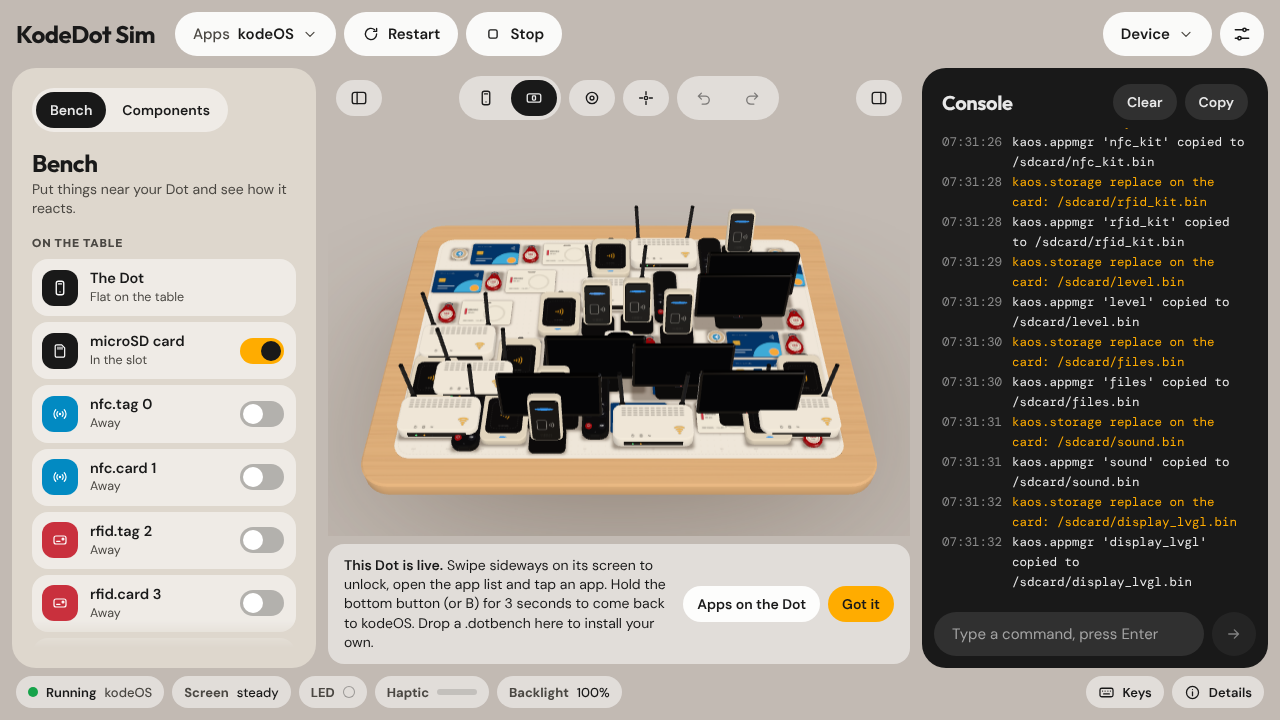 KodeDot Sim
Apps kodeOS
Restart
Stop
Device
Bench
Components
Bench
Put things near your Dot and see how it
reacts.
ON THE TABLE
The Dot
Flat on the table
microSD card
In the slot
nfc.tag 0
Away
nfc.card 1
Away
rfid.tag 2
Away
rfid.card 3
Away
This Dot is live. Swipe sideways on its screen to
unlock, open the app list and tap an app. Hold the
bottom button (or B) for 3 seconds to come back
to kodeOS. Drop a .dotbench here to install your
own.
Apps on the Dot
Got it
Console
Clear
Copy
07:31:26 kaos.appmgr 'nfc_kit' copied to
/sdcard/nfc_kit.bin
07:31:28 kaos.storage replace on the
card: /sdcard/rfid_kit.bin
07:31:28 kaos.appmgr 'rfid_kit' copied
to /sdcard/rfid_kit.bin
07:31:29 kaos.storage replace on the
card: /sdcard/level.bin
07:31:29 kaos.appmgr 'level' copied to
/sdcard/level.bin
07:31:30 kaos.storage replace on the
card: /sdcard/files.bin
07:31:30 kaos.appmgr 'files' copied to
/sdcard/files.bin
07:31:31 kaos.storage replace on the
card: /sdcard/sound.bin
07:31:31 kaos.appmgr 'sound' copied to
/sdcard/sound.bin
07:31:32 kaos.storage replace on the
card: /sdcard/display_lvgl.bin
07:31:32 kaos.appmgr 'display_lvgl'
copied to
/sdcard/display_lvgl.bin
Type a command, press Enter
Running kodeOS
Screen steady
LED
Haptic
Backlight 100%
Keys
Details